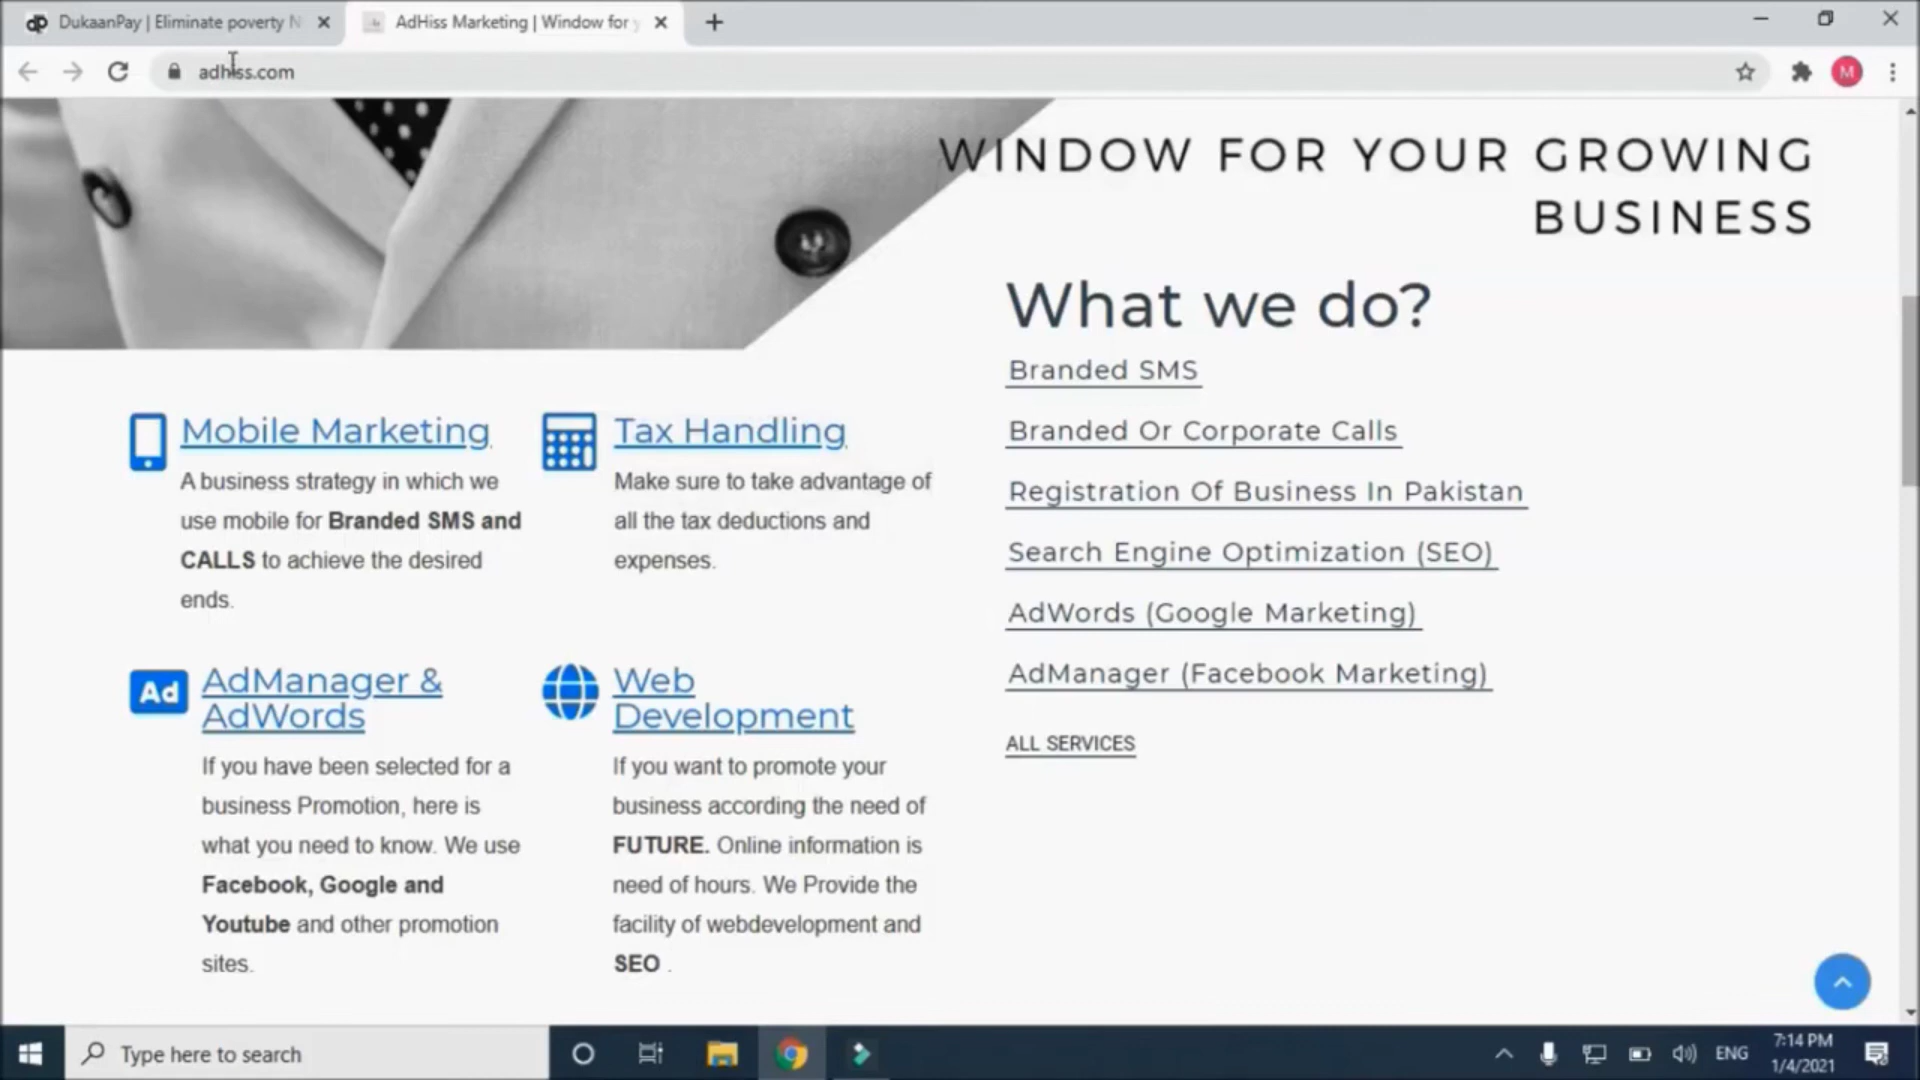 DukaanPay | Eliminate poverty N
AdHiss Marketing | Window for y
adhiss.com
M
WINDOW FOR YOUR GROWING
BUSINESS
What we do?
Branded SMS
Branded Or Corporate Calls
Registration Of Business In Pakistan
Search Engine Optimization (SEO)
AdWords (Google Marketing)
AdManager (Facebook Marketing)
ALL SERVICES
Mobile Marketing
A business strategy in which we
use mobile for Branded SMS and
CALLS to achieve the desired
ends.
Tax Handling
Make sure to take advantage of
all the tax deductions and
expenses.
Ad
AdManager &
AdWords
If you have been selected for a
business Promotion, here is
what you need to know. We use
Facebook, Google and
Youtube and other promotion
sites.
Web
Development
If you want to promote your
business according the need of
FUTURE. Online information is
need of hours. We Provide the
facility of webdevelopment and
SEO .
Type here to search
ENG
7:14 PM
1/4/2021